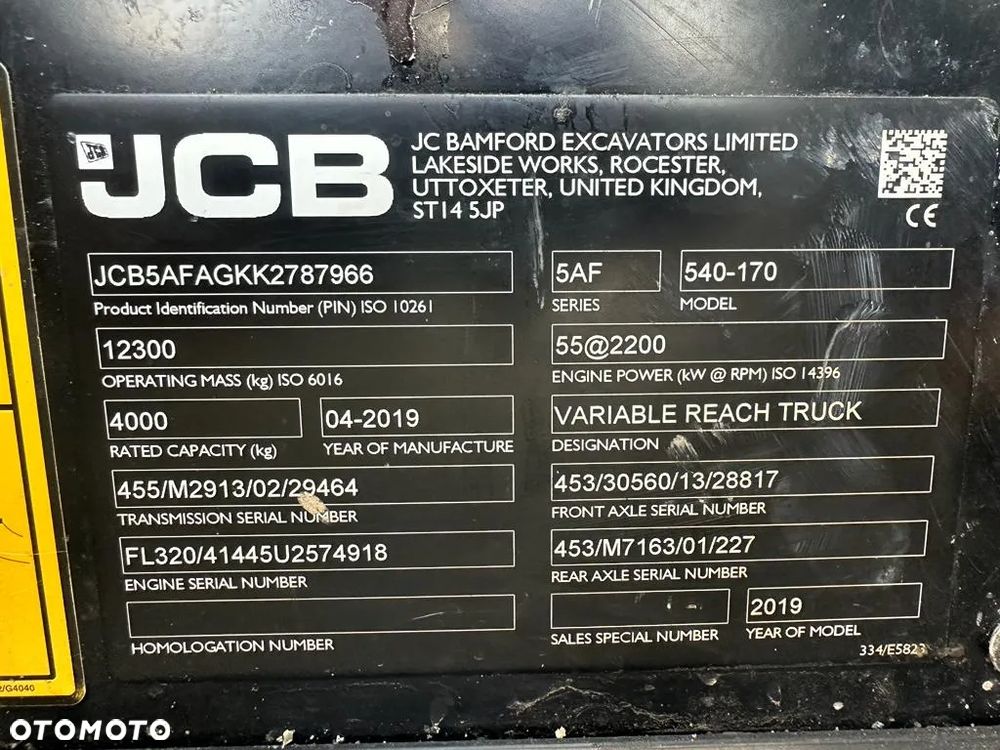 JCB
JCB
JC BAMFORD EXCAVATORS LIMITED
LAKESIDE WORKS, ROCESTER,
UTTOXETER, UNITED KINGDOM,
ST14 5JP
CE
JCB5AFAGKK2787966
Product Identification Number (PIN) ISO 10261
5AF
SERIES
540-170
MODEL
12300
OPERATING MASS (kg) ISO 6016
55@2200
ENGINE POWER (kW @ RPM) ISO 14396
4000
RATED CAPACITY (kg)
04-2019
YEAR OF MANUFACTURE
VARIABLE REACH TRUCK
DESIGNATION
455/M2913/02/29464
TRANSMISSION SERIAL NUMBER
453/30560/13/28817
FRONT AXLE SERIAL NUMBER
FL320/41445U2574918
ENGINE SERIAL NUMBER
453/M7163/01/227
REAR AXLE SERIAL NUMBER
HOMOLOGATION NUMBER
SALES SPECIAL NUMBER
2019
YEAR OF MODEL
334/E5823
/G4040
OTOMOTO